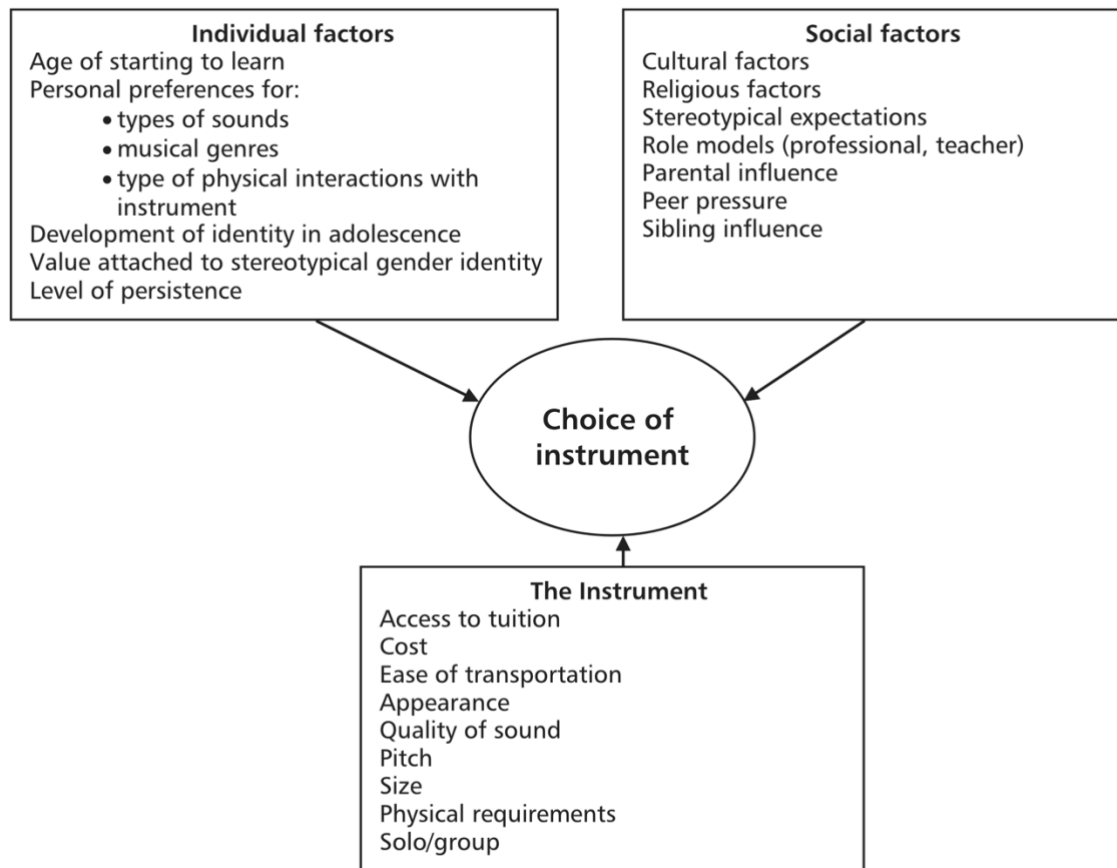 Individual factors
Age of starting to learn
Personal preferences for:
• types of sounds
• musical genres
• type of physical interactions with
instrument
Development of identity in adolescence
Value attached to stereotypical gender identity
Level of persistence
Social factors
Cultural factors
Religious factors
Stereotypical expectations
Role models (professional, teacher)
Parental influence
Peer pressure
Sibling influence
Choice of
instrument
The Instrument
Access to tuition
Cost
Ease of transportation
Appearance
Quality of sound
Pitch
Size
Physical requirements
Solo/group